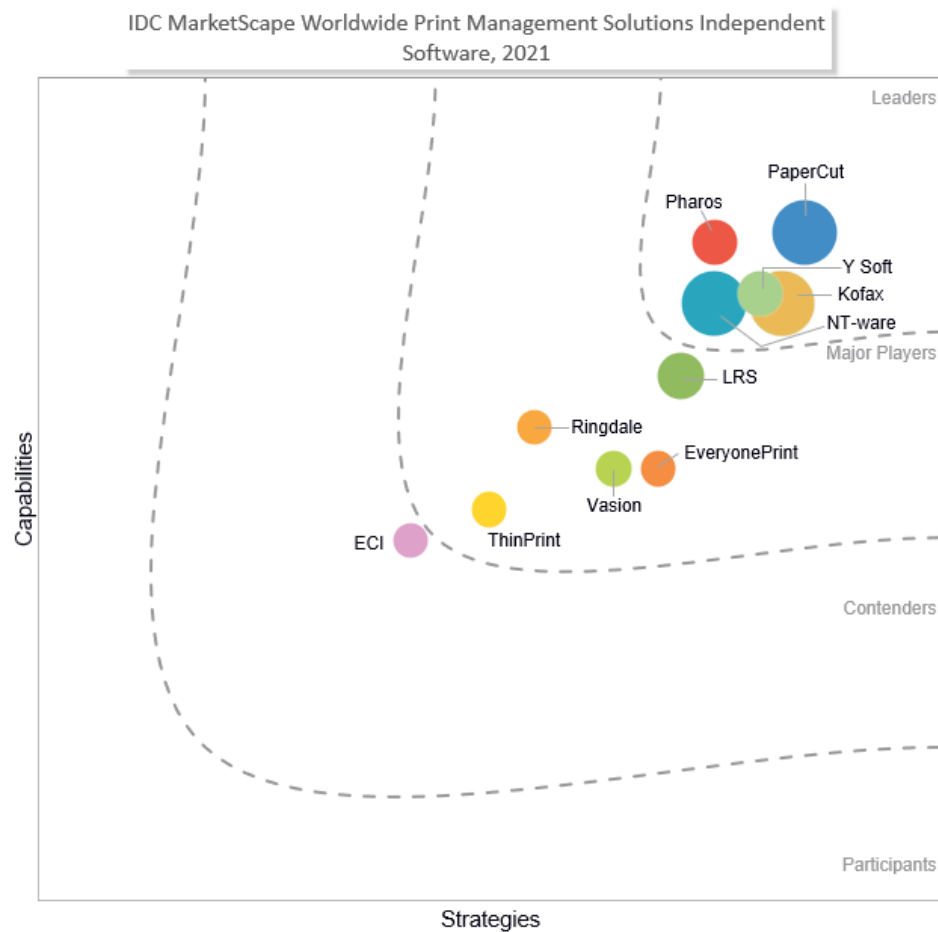 IDC MarketScape Worldwide Print Management Solutions Independent
Software, 2021
Leaders
PaperCut
Pharos
Y Soft
Kofax
NT-ware
Major Players
LRS
Ringdale
EveryonePrint
Vasion
ThinPrint
ECI
Capabilities
Contenders
Participants
Strategies